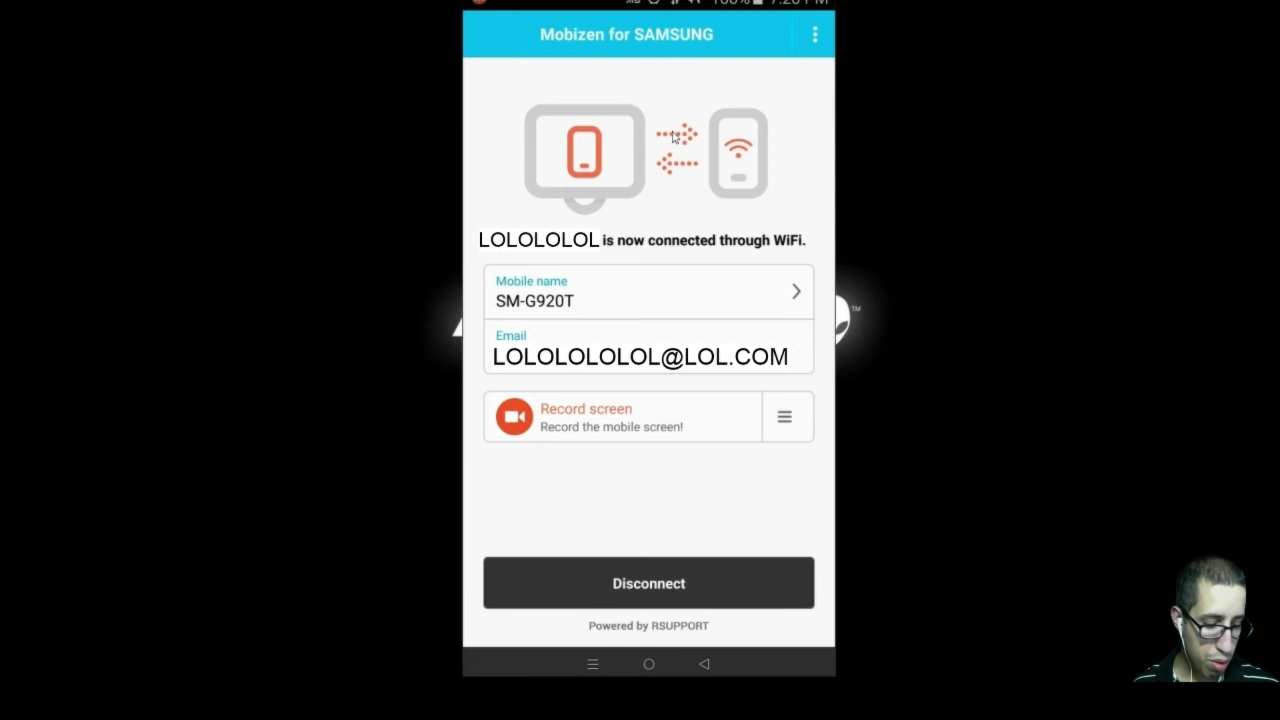 Mobizen for SAMSUNG
LOLOLOLOL is now connected through WiFi.
Mobile name
SM-G920T
Email
LOLOLOLOLOL@LOL.COM
Record screen
Record the mobile screen!
Disconnect
Powered by RSUPPORT
TM